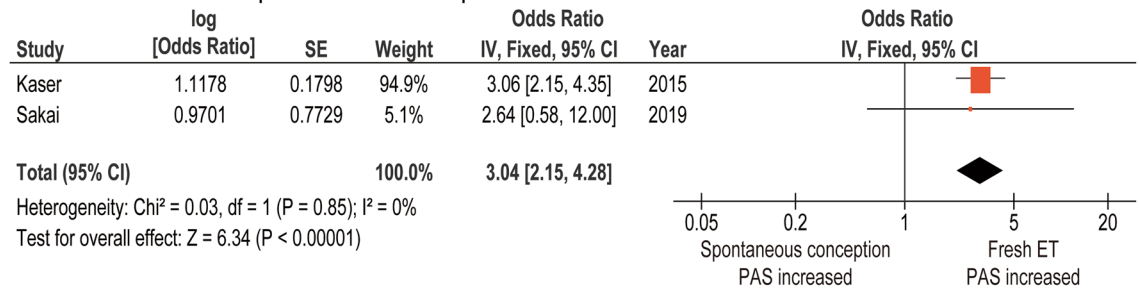 log Odds Ratio Odds Ratio
Study [Odds Ratio] SE Weight IV, Fixed, 95% CI Year IV, Fixed, 95% CI
Kaser 1.1178 0.1798 94.9% 3.06 [2.15, 4.35] 2015
Sakai 0.9701 0.7729 5.1% 2.64 [0.58, 12.00] 2019
Total (95% CI) 100.0% 3.04 [2.15, 4.28]
Heterogeneity: Chi² = 0.03, df = 1 (P = 0.85); I² = 0%
Test for overall effect: Z = 6.34 (P < 0.00001)
0.05 0.2 1 5 20
Spontaneous conception Fresh ET
PAS increased PAS increased